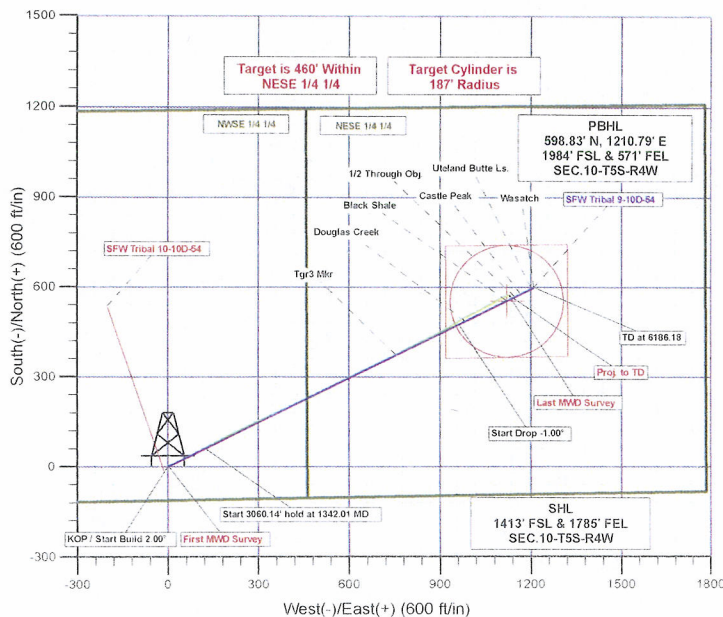 1500
1200
900
600
300
0
-300
South(-)/North(+) (600 ft/in)
Target is 460' Within
NESE 1/4 1/4
Target Cylinder is
187' Radius
NWSE 1/4 1/4
NESE 1/4 1/4
PBHL
598.83' N, 1210.79' E
1984' FSL & 571' FEL
SEC.10-T5S-R4W
Uteland Butte Ls.
1/2 Through Obj.
Castle Peak
Wasatch
SFW Tribal 9-10D-54
Black Shale
Douglas Creek
SFW Tribal 10-10D-54
Tgr3 Mkr
TD at 6186.18
Proj. to TD
Last MWD Survey
Start Drop -1.00°
Start 3060.14' hold at 1342.01 MD
SHL
1413' FSL & 1785' FEL
SEC.10-T5S-R4W
KOP / Start Build 2.00°
First MWD Survey
-300
0
300
600
900
1200
1500
1800
West(-)/East(+) (600 ft/in)